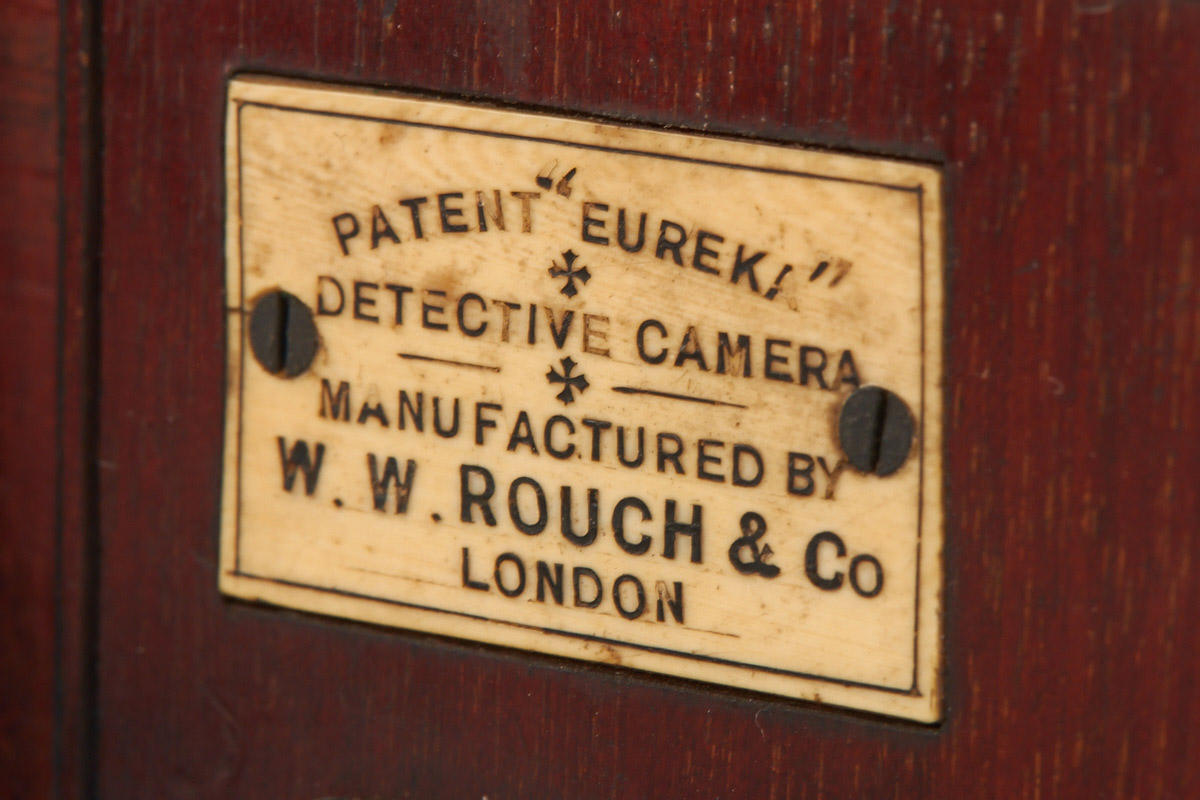 PATENT “EUREKA”
DETECTIVE CAMERA
MANUFACTURED BY
W. W. ROUCH & Co
LONDON